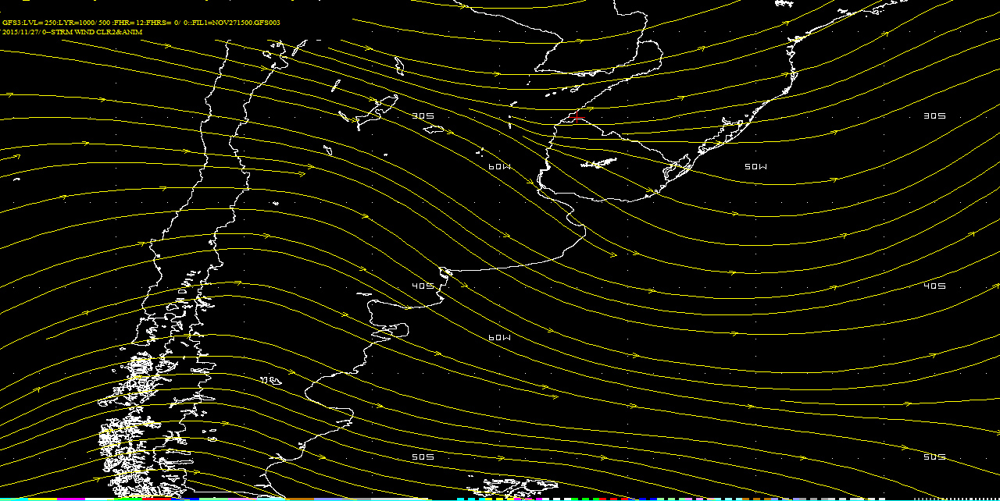 GFS3:LVL= 250:LYR=1000/ 500 :FHR= 12:FHRS= 0/ 0::FIL1=NOV271500.GFS003
2015/11/27/ 0--STRM WIND CLR2&ANIM
30S
30S
60W
50W
40S
40S
60W
50S
50S